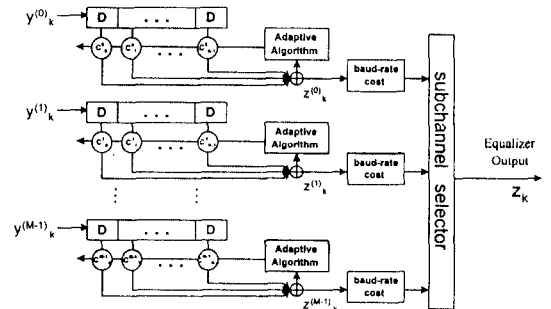 y(0)k
D . . . D
Adaptive Algorithm
baud-rate cost
z(0)k
y(1)k
D . . . D
Adaptive Algorithm
baud-rate cost
z(1)k
y(M-1)k
D . . . D
Adaptive Algorithm
baud-rate cost
z(M-1)k
subchannel selector
Equalizer Output
zk